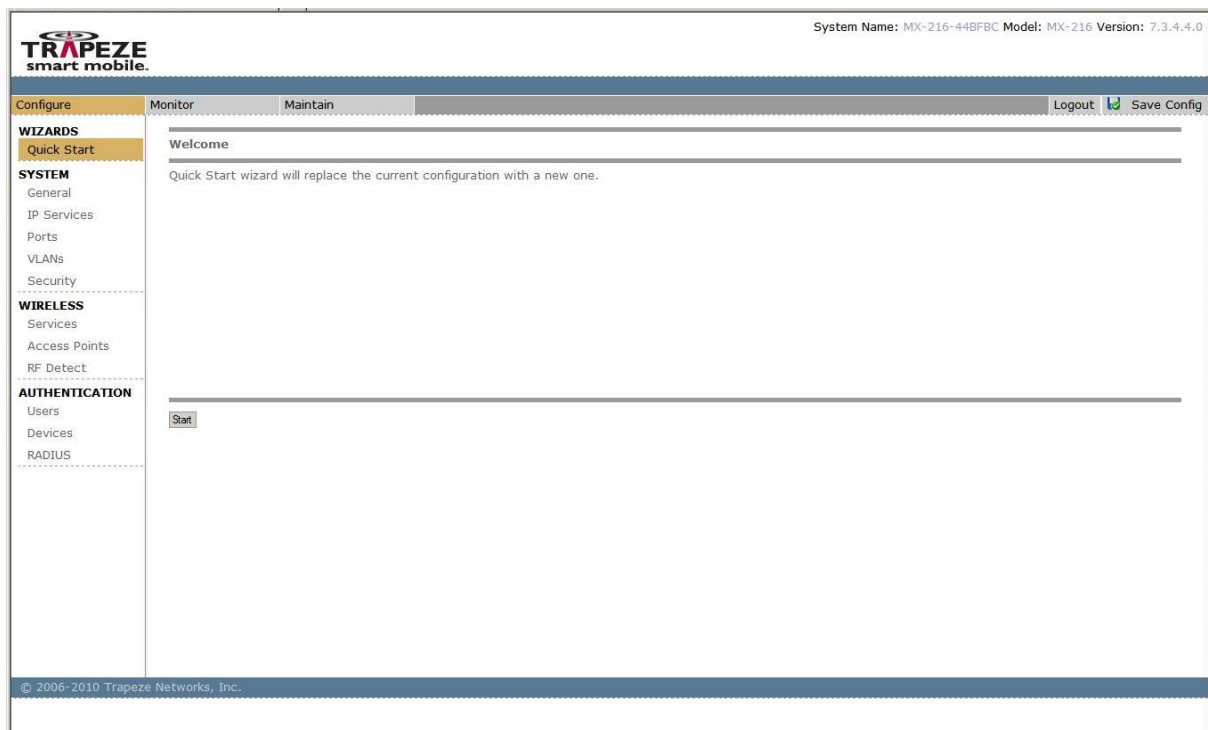 TRAPEZE
smart mobile.
System Name: MX-216-44BFBC Model: MX-216 Version: 7.3.4.4.0
Configure
Monitor
Maintain
Logout
Save Config
WIZARDS
Quick Start
SYSTEM
General
IP Services
Ports
VLANs
Security
WIRELESS
Services
Access Points
RF Detect
AUTHENTICATION
Users
Devices
RADIUS
Welcome
Quick Start wizard will replace the current configuration with a new one.
Start
© 2006-2010 Trapeze Networks, Inc.